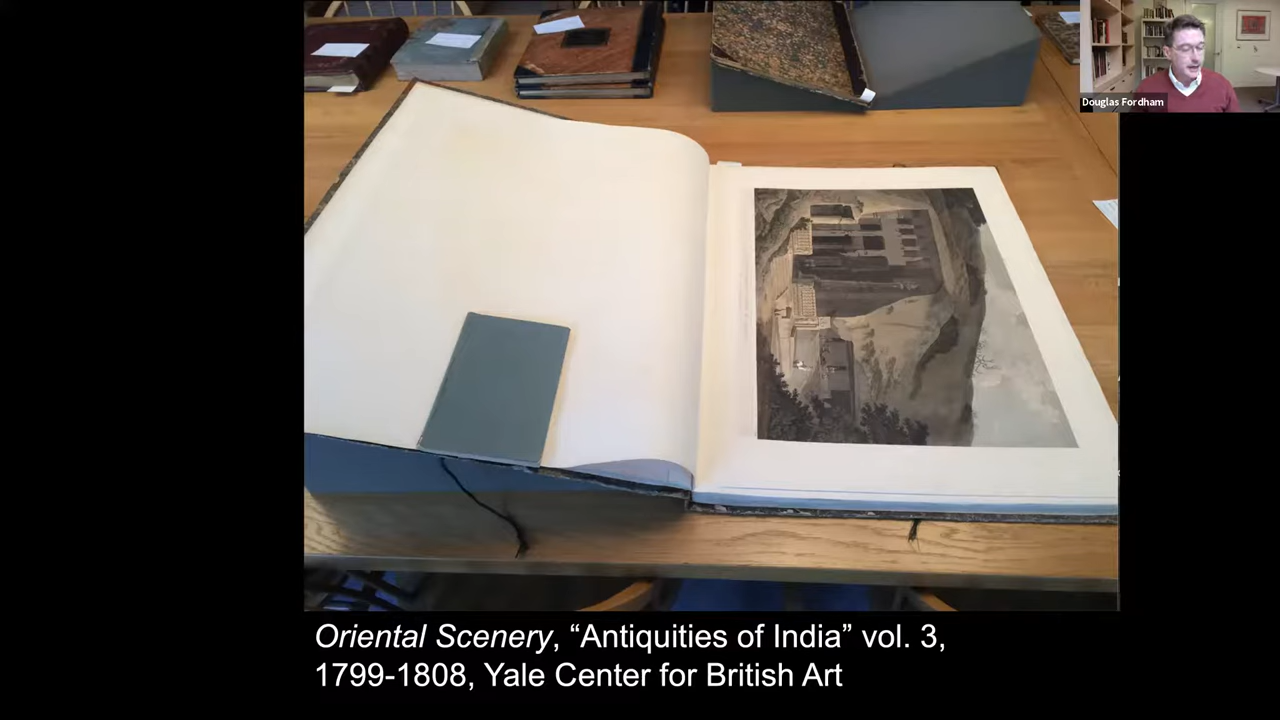 Douglas Fordham
Oriental Scenery, “Antiquities of India” vol. 3,
1799-1808, Yale Center for British Art